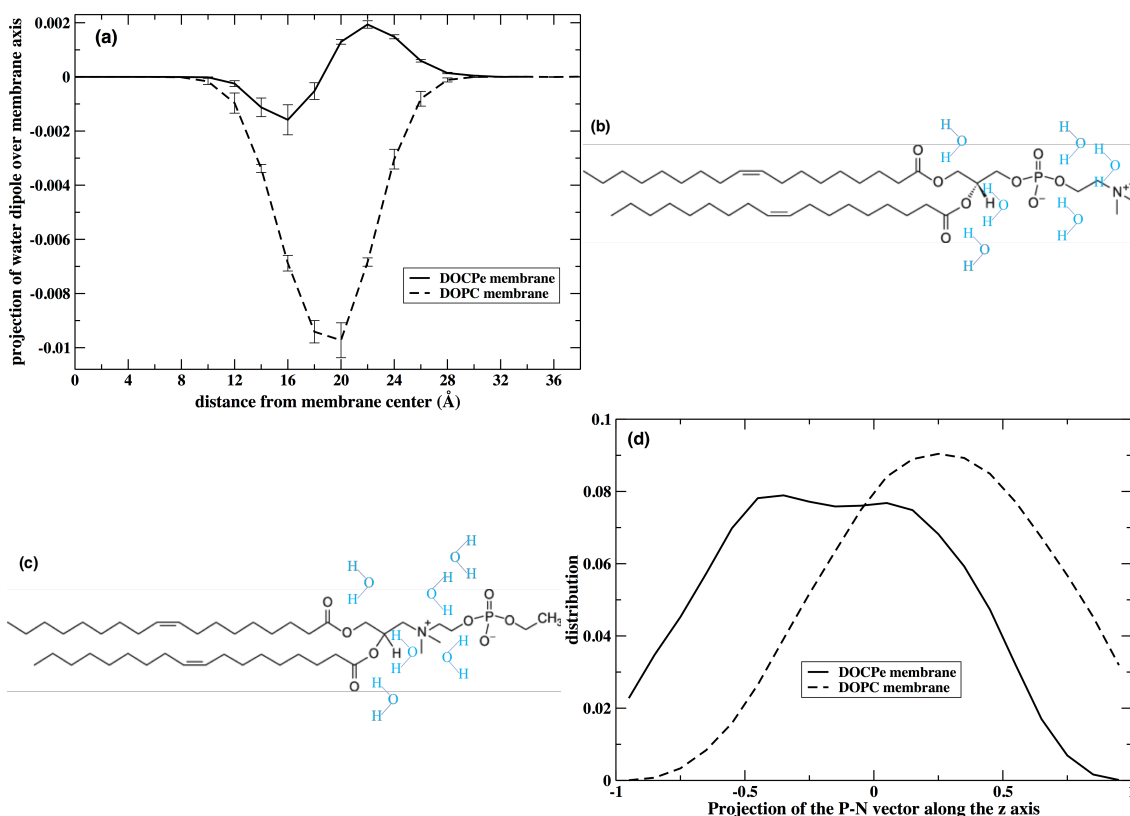 (a)
0.002
0
-0.002
-0.004
-0.006
-0.008
-0.01
projection of water dipole over membrane axis
DOCPe membrane
DOPC membrane
0 4 8 12 16 20 24 28 32 36
distance from membrane center (Å)
(b)
H
O
H
H
O
H
H
O
H
O
O
O
P
O
O
O⁻
N⁺
H
H
O
H
O
O
H
O
H
H
O
H
(c)
H
O
H
H
O
H
H
O
H
O
O
O
P
O
O⁻
CH₃
N⁺
H
H
O
H
O
O
H
O
H
H
O
H
(d)
0.1
0.08
0.06
0.04
0.02
0
distribution
DOCPe membrane
DOPC membrane
-1 -0.5 0 0.5 1
Projection of the P-N vector along the z axis